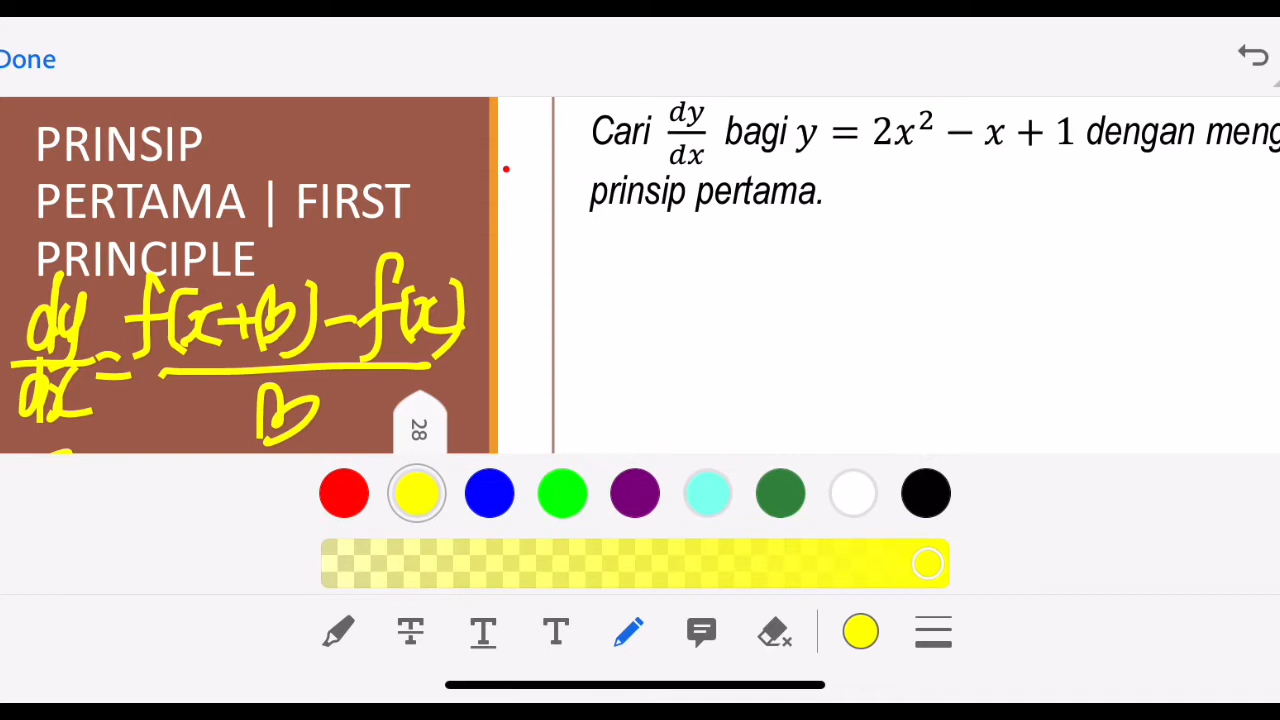 Done
PRINSIP
PERTAMA | FIRST
PRINCIPLE
dy/dx = f(x+b)-f(x)/b
28
Cari dy/dx bagi y = 2x² − x + 1 dengan meng
prinsip pertama.
T
T
T